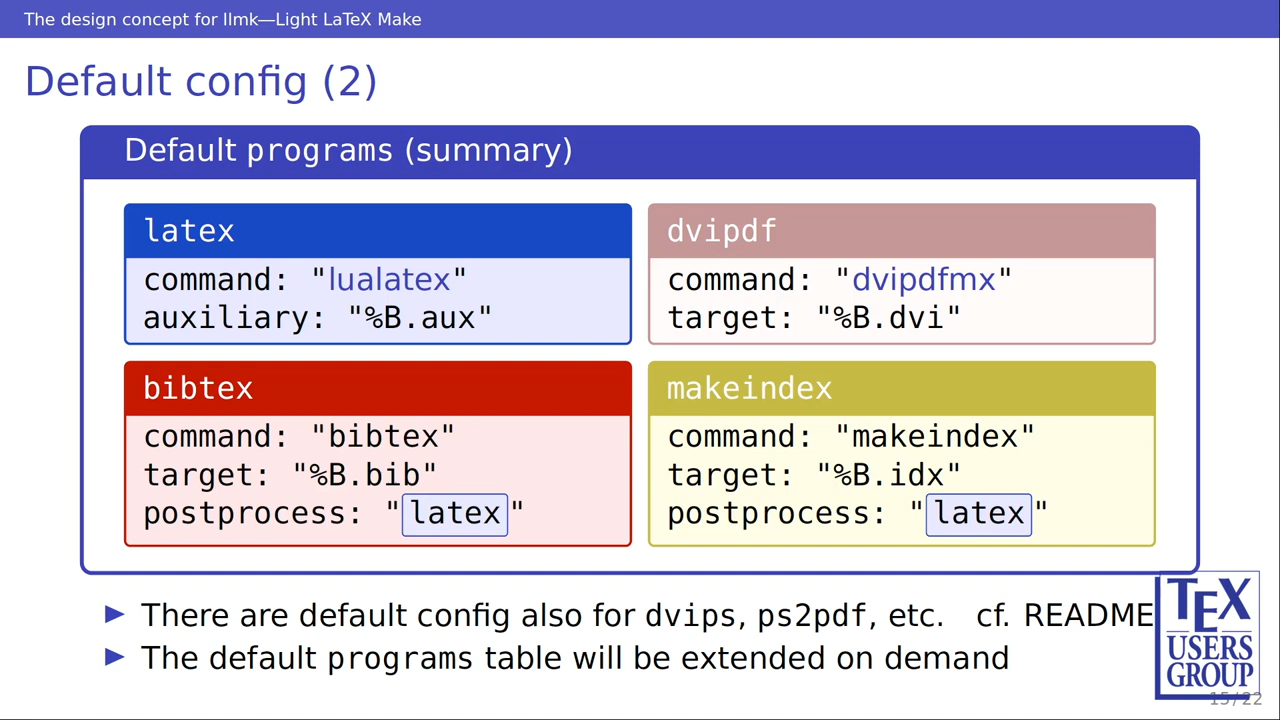 The design concept for llmk—Light LaTeX Make
Default config (2)
Default programs (summary)
latex
command: "lualatex"
auxiliary: "%B.aux"
dvipdf
command: "dvipdfmx"
target: "%B.dvi"
bibtex
command: "bibtex"
target: "%B.bib"
postprocess: "latex"
makeindex
command: "makeindex"
target: "%B.idx"
postprocess: "latex"
▶ There are default config also for dvips, ps2pdf, etc. cf. README
▶ The default programs table will be extended on demand
TEX
USERS
GROUP
15/22